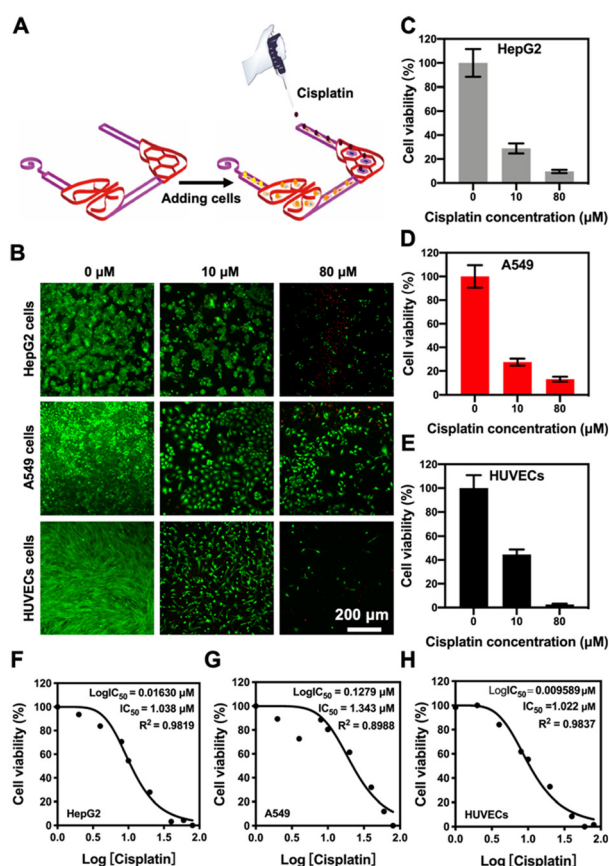 A
Cisplatin
Adding cells
B
0 µM 10 µM 80 µM
HepG2 cells
A549 cells
HUVECs cells
200 µm
C
HepG2
Cell viability (%)
120
100
80
60
40
20
0
0 10 80
Cisplatin concentration (µM)
D
A549
Cell viability (%)
120
100
80
60
40
20
0
0 10 80
Cisplatin concentration (µM)
E
HUVECs
Cell viability (%)
120
100
80
60
40
20
0
0 10 80
Cisplatin concentration (µM)
F
LogIC50 = 0.01630 µM
IC50 = 1.038 µM
R2 = 0.9819
Cell viability (%)
120
100
80
60
40
20
0
HepG2
0.0 0.5 1.0 1.5 2.0
Log [Cisplatin]
G
LogIC50 = 0.1279 µM
IC50 = 1.343 µM
R2 = 0.8988
Cell viability (%)
120
100
80
60
40
20
0
A549
0.0 0.5 1.0 1.5 2.0
Log [Cisplatin]
H
LogIC50= 0.009589 µM
IC50 =1.022 µM
R2 = 0.9837
Cell viability (%)
120
100
80
60
40
20
0
HUVECs
0.0 0.5 1.0 1.5 2.0
Log [Cisplatin]